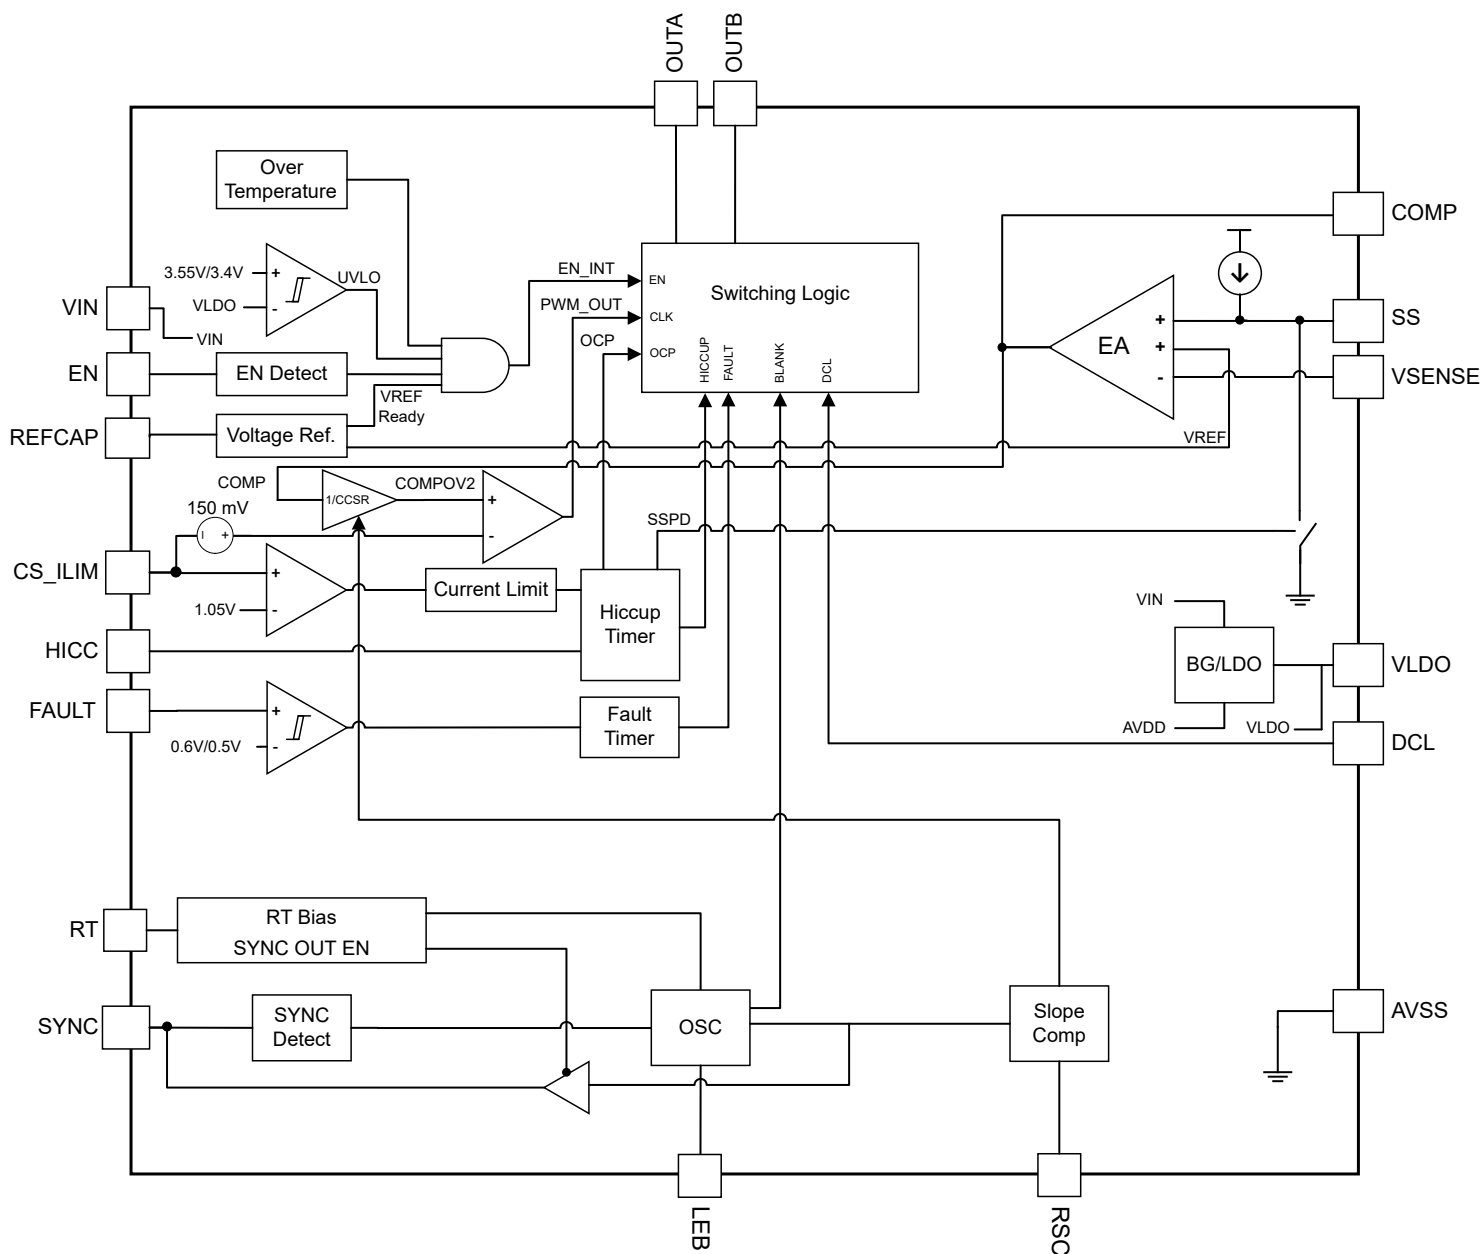 OUTA
OUTB
Over
Temperature
COMP
3.55V/3.4V
+
UVLO
EN_INT
EN
Switching Logic
VIN
VLDO
-
PWM_OUT
CLK
+
SS
VIN
OCP
OCP
HICCUP
FAULT
BLANK
DCL
EA
+
EN
EN Detect
-
VSENSE
VREF
Ready
REFCAP
Voltage Ref.
VREF
COMP
1/CCSR
COMPOV2
+
150 mV
- +
-
SSPD
CS_ILIM
+
Current Limit
1.05V
-
Hiccup
Timer
VIN
HICC
BG/LDO
VLDO
FAULT
+
Fault
Timer
AVDD
VLDO
0.6V/0.5V
-
DCL
RT
RT Bias
SYNC OUT EN
SYNC
SYNC
Detect
OSC
Slope
Comp
AVSS
LEB
RSC